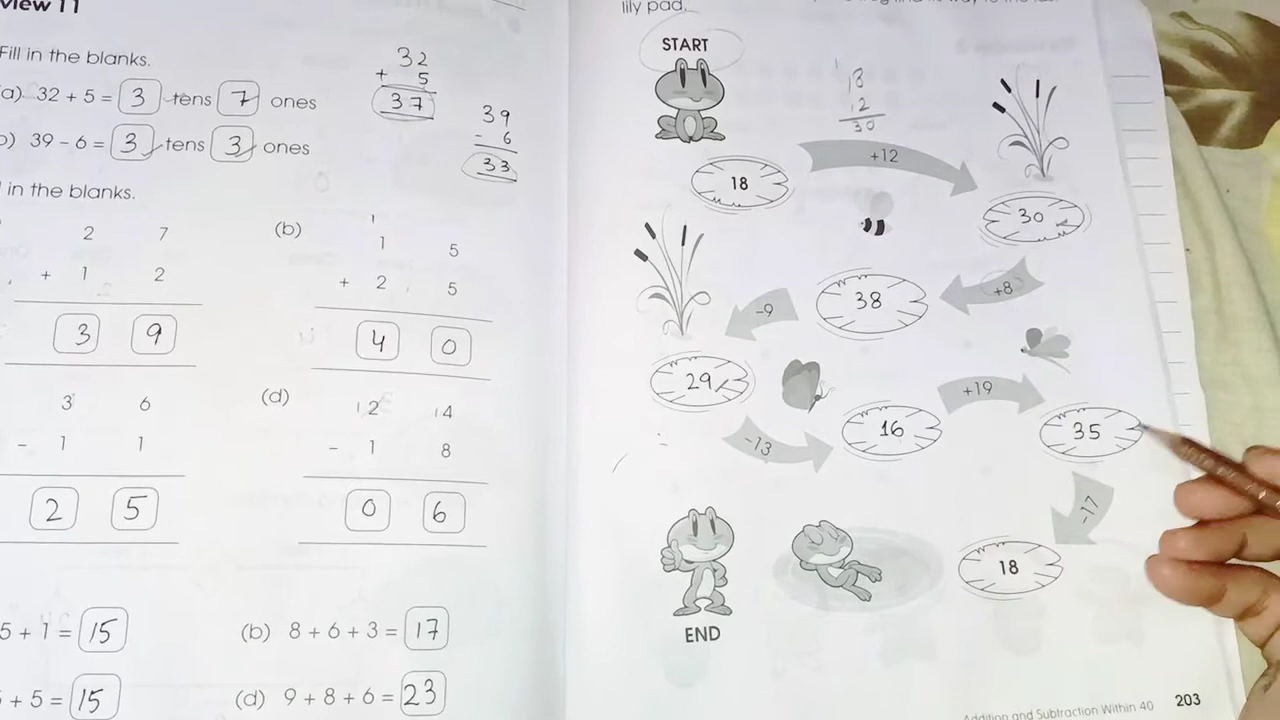 view 11
Fill in the blanks.
a) 32 + 5 = 3 tens 7 ones
32
+ 5
37
b) 39 − 6 = 3 tens 3 ones
39
- 6
33
in the blanks.
2 7
+ 1 2
3 9
(b)
1
1 5
+ 2 5
4 0
3 6
− 1 1
2 5
(d)
12 14
− 1 8
0 6
5 + 1 = 15
(b) 8 + 6 + 3 = 17
+ 5 = 15
(d) 9 + 8 + 6 = 23
lily pad.
START
1
18
12
30
18
+12
30
+8
38
-9
29
-13
16
+19
35
-17
18
END
Addition and Subtraction Within 40 203